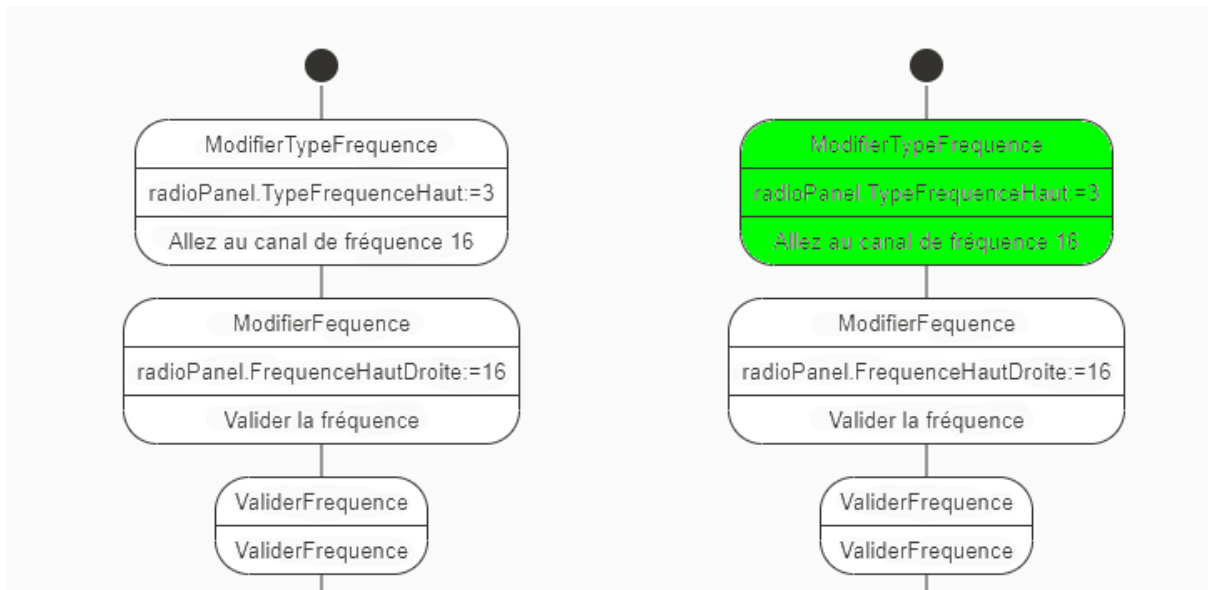 ModifierTypeFrequence
radioPanel.TypeFrequenceHaut:=3
Allez au canal de fréquence 16
ModifierFequence
radioPanel.FrequenceHautDroite:=16
Valider la fréquence
ValiderFrequence
ValiderFrequence
ModifierTypeFrequence
radioPanel.TypeFrequenceHaut:=3
Allez au canal de fréquence 16
ModifierFequence
radioPanel.FrequenceHautDroite:=16
Valider la fréquence
ValiderFrequence
ValiderFrequence